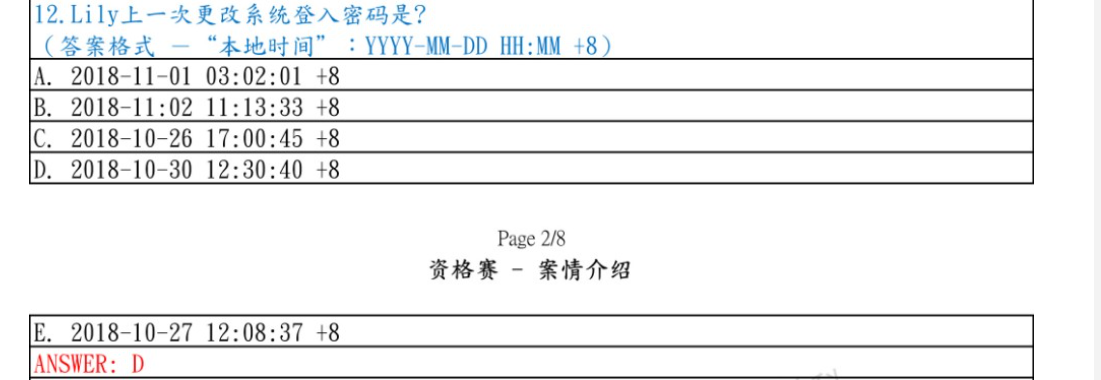 12.Lily上一次更改系统登入密码是?
(答案格式 — “本地时间” :YYYY-MM-DD HH:MM +8)
A. 2018-11-01 03:02:01 +8
B. 2018-11:02 11:13:33 +8
C. 2018-10-26 17:00:45 +8
D. 2018-10-30 12:30:40 +8
Page 2/8
资格赛 - 案情介绍
E. 2018-10-27 12:08:37 +8
ANSWER: D